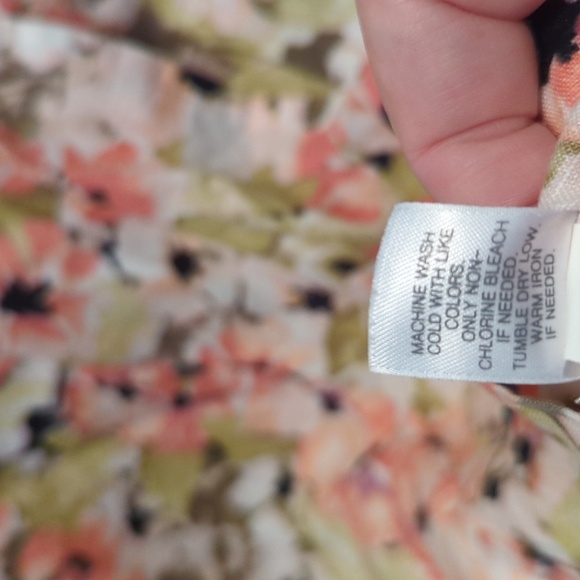 MACHINE WASH
COLD WITH LIKE
COLORS.
ONLY NON-
CHLORINE BLEACH
IF NEEDED.
TUMBLE DRY LOW.
WARM IRON
IF NEEDED.